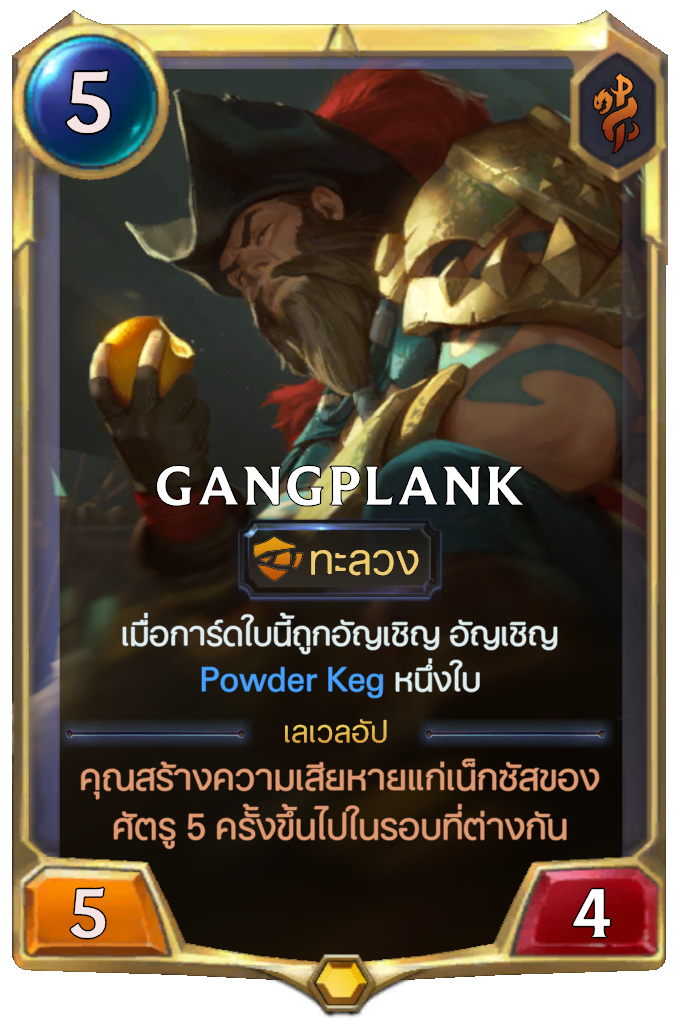 5
GANGPLANK
ทะลวง
เมื่อการ์ดใบนี้ถูกอัญเชิญ อัญเชิญ
Powder Keg หนึ่งใบ
เลเวลอัป
คุณสร้างความเสียหายแก่เน็กซัสของ
ศัตรู 5 ครั้งขึ้นไปในรอบที่ต่างกัน
5
4